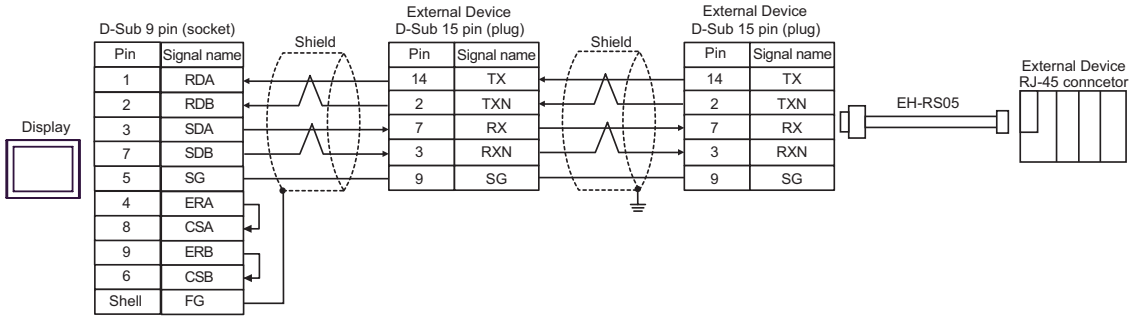 External Device
External Device
D-Sub 9 pin (socket)
D-Sub 15 pin (plug)
D-Sub 15 pin (plug)
Shield
Shield
Pin Signal name
Pin Signal name
Pin Signal name
External Device
RJ-45 conncetor
1 RDA
14 TX
14 TX
2 RDB
2 TXN
2 TXN
EH-RS05
Display
3 SDA
7 RX
7 RX
7 SDB
3 RXN
3 RXN
5 SG
9 SG
9 SG
4 ERA
8 CSA
9 ERB
6 CSB
Shell FG